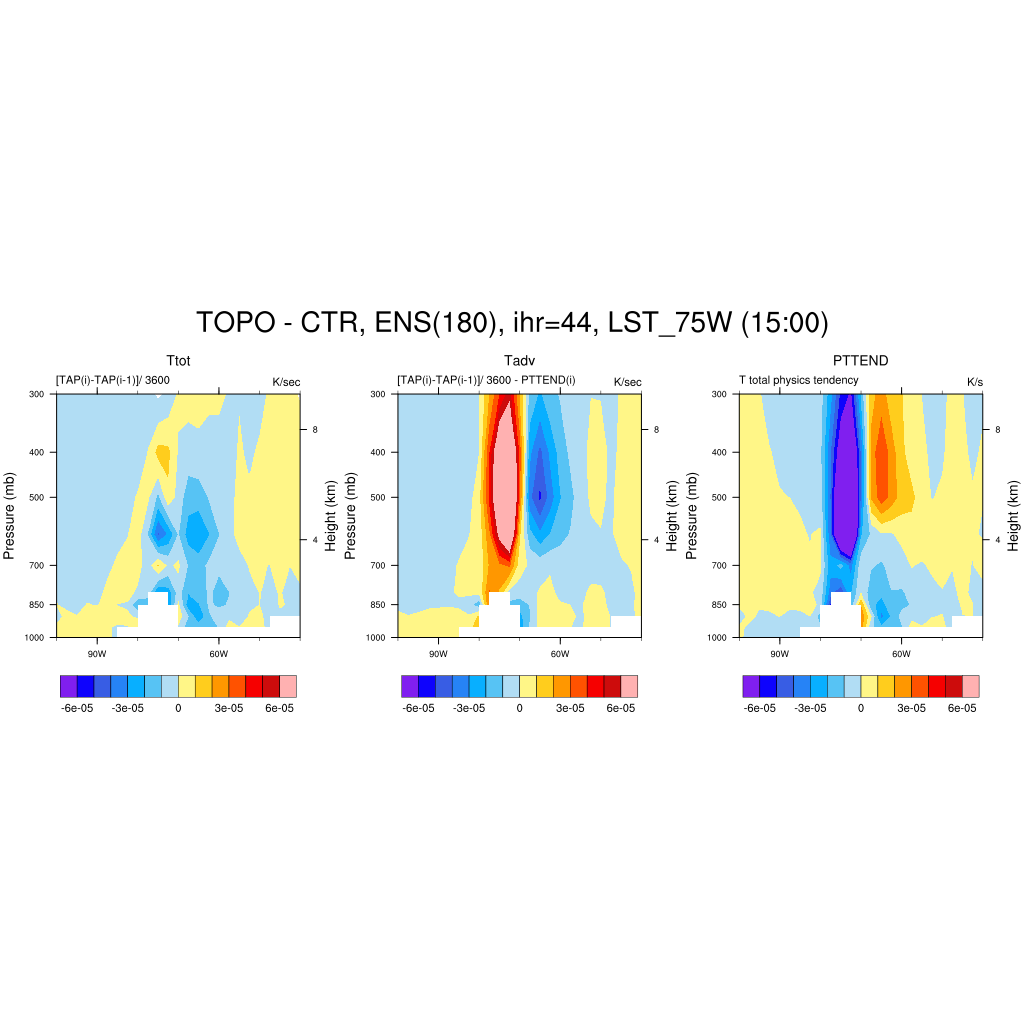 TOPO - CTR, ENS(180), ihr=44, LST_75W (15:00)
Ttot
[TAP(i)-TAP(i-1)]/ 3600 K/sec
300
400
500
700
850
1000
Pressure (mb)
8
4
Height (km)
90W 60W
-6e-05 -3e-05 0 3e-05 6e-05
Tadv
[TAP(i)-TAP(i-1)]/ 3600 - PTTEND(i) K/sec
300
400
500
700
850
1000
Pressure (mb)
8
4
Height (km)
90W 60W
-6e-05 -3e-05 0 3e-05 6e-05
PTTEND
T total physics tendency K/s
300
400
500
700
850
1000
Pressure (mb)
8
4
Height (km)
90W 60W
-6e-05 -3e-05 0 3e-05 6e-05